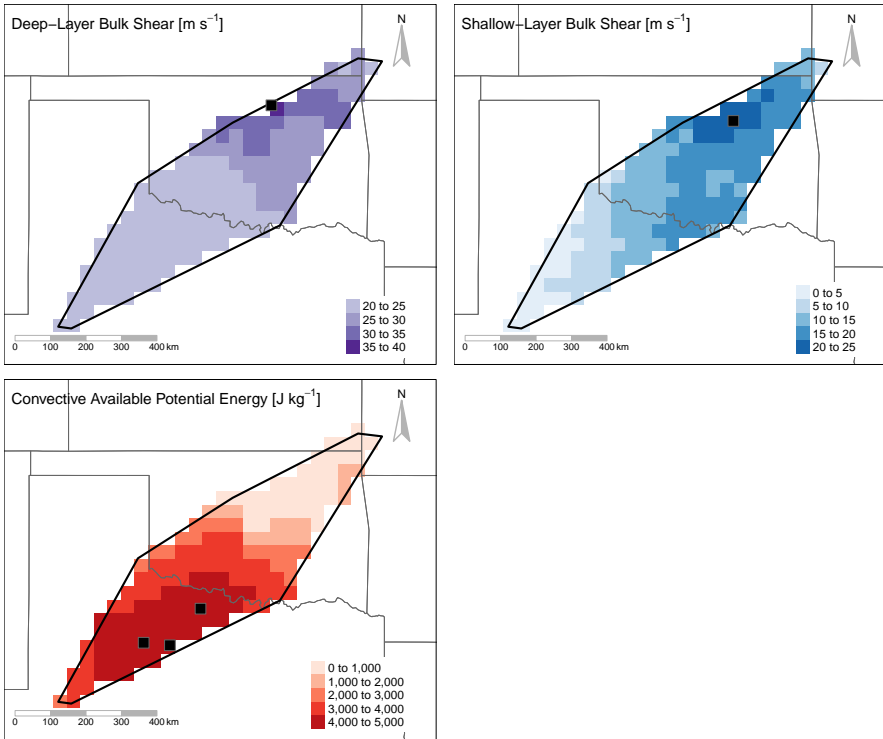 Deep−Layer Bulk Shear [m s⁻¹]
N
20 to 25
25 to 30
30 to 35
35 to 40
0 100 200 300 400 km
Shallow−Layer Bulk Shear [m s⁻¹]
N
0 to 5
5 to 10
10 to 15
15 to 20
20 to 25
0 100 200 300 400 km
Convective Available Potential Energy [J kg⁻¹]
N
0 to 1,000
1,000 to 2,000
2,000 to 3,000
3,000 to 4,000
4,000 to 5,000
0 100 200 300 400 km